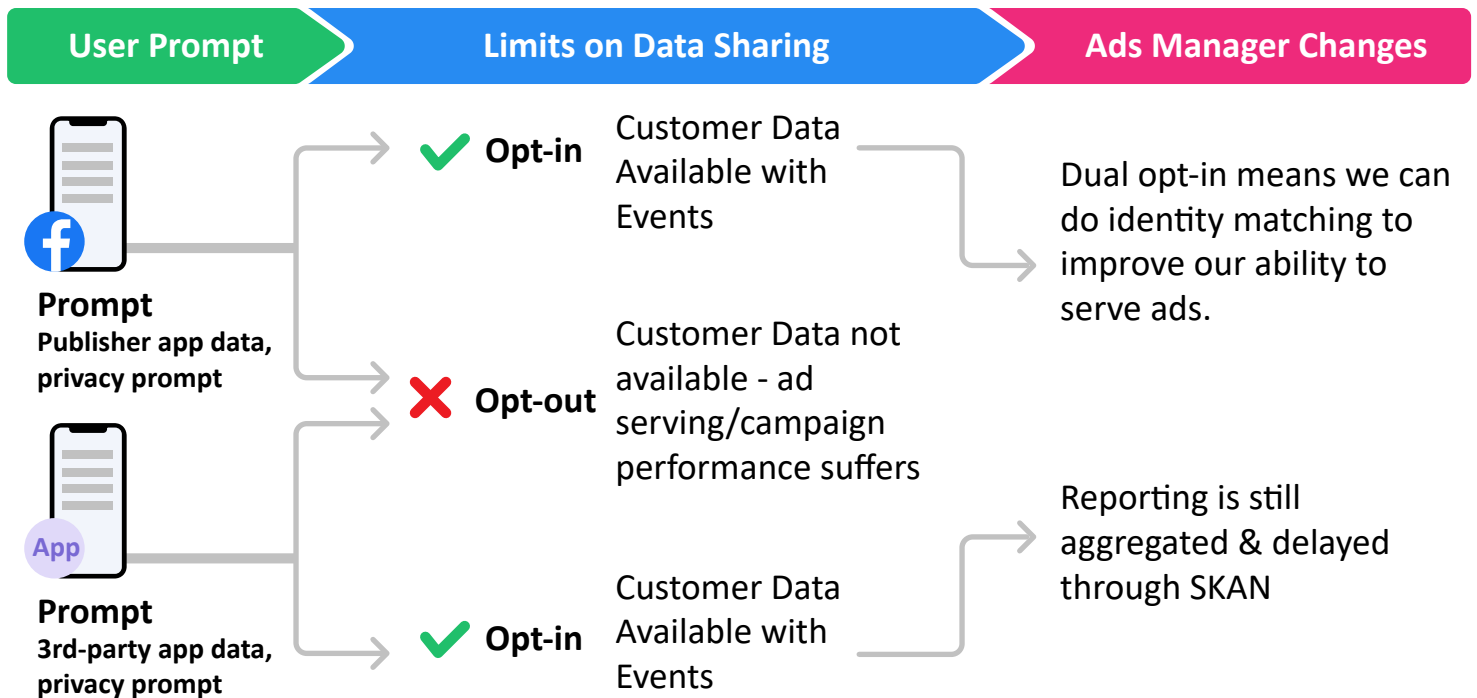 User Prompt
Limits on Data Sharing
Ads Manager Changes
Prompt
Publisher app data,
privacy prompt
Opt-in
Customer Data
Available with
Events
Dual opt-in means we can
do identity matching to
improve our ability to
serve ads.
Opt-out
Customer Data not
available - ad
serving/campaign
performance suffers
App
Prompt
3rd-party app data,
privacy prompt
Opt-in
Customer Data
Available with
Events
Reporting is still
aggregated & delayed
through SKAN